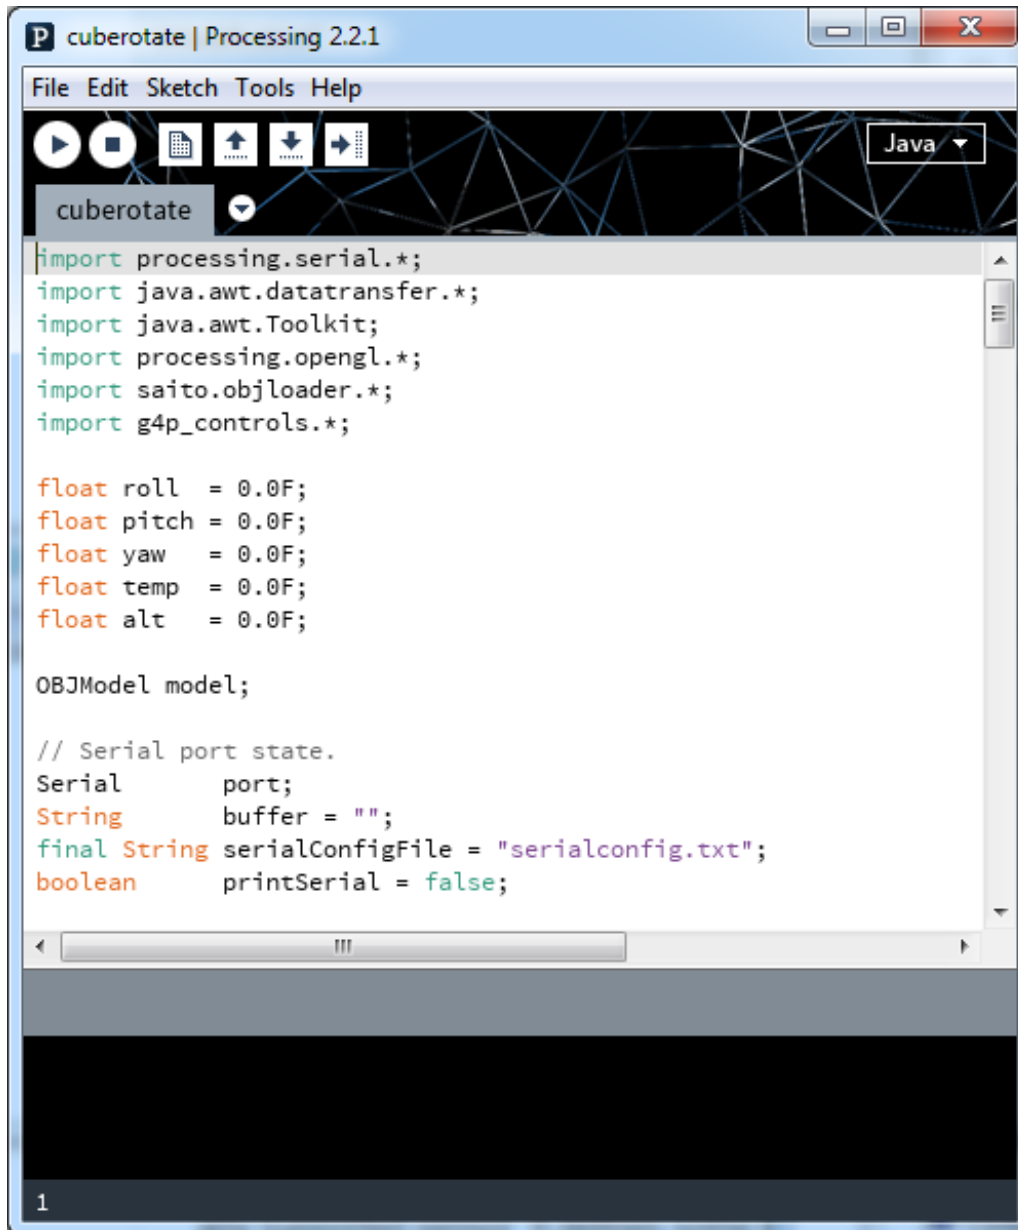 cuberotate | Processing 2.2.1
File Edit Sketch Tools Help
Java
cuberotate
import processing.serial.*;
import java.awt.datatransfer.*;
import java.awt.Toolkit;
import processing.opengl.*;
import saito.objloader.*;
import g4p_controls.*;
float roll  = 0.0F;
float pitch = 0.0F;
float yaw   = 0.0F;
float temp  = 0.0F;
float alt   = 0.0F;
OBJModel model;
// Serial port state.
Serial       port;
String       buffer = "";
final String serialConfigFile = "serialconfig.txt";
boolean      printSerial = false;
1